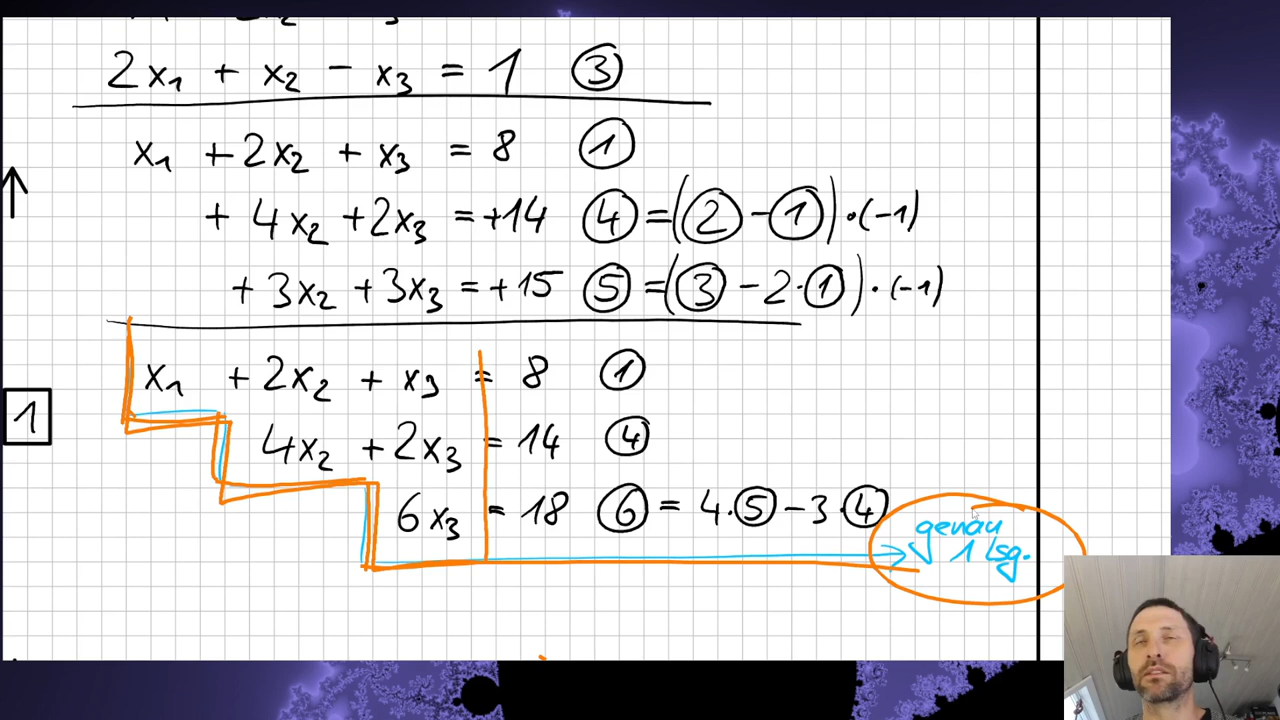 2x₁ + x₂ − x₃ = 1 ③
x₁ + 2x₂ + x₃ = 8 ①
+ 4x₂ + 2x₃ = +14 ④ = (② − ①) · (−1)
+ 3x₂ + 3x₃ = +15 ⑤ = (③ − 2·①) · (−1)
x₁ + 2x₂ + x₃ = 8 ①
1
4x₂ + 2x₃ = 14 ④
6x₃ = 18 ⑥ = 4·⑤ − 3·④
genau
1 Lsg.